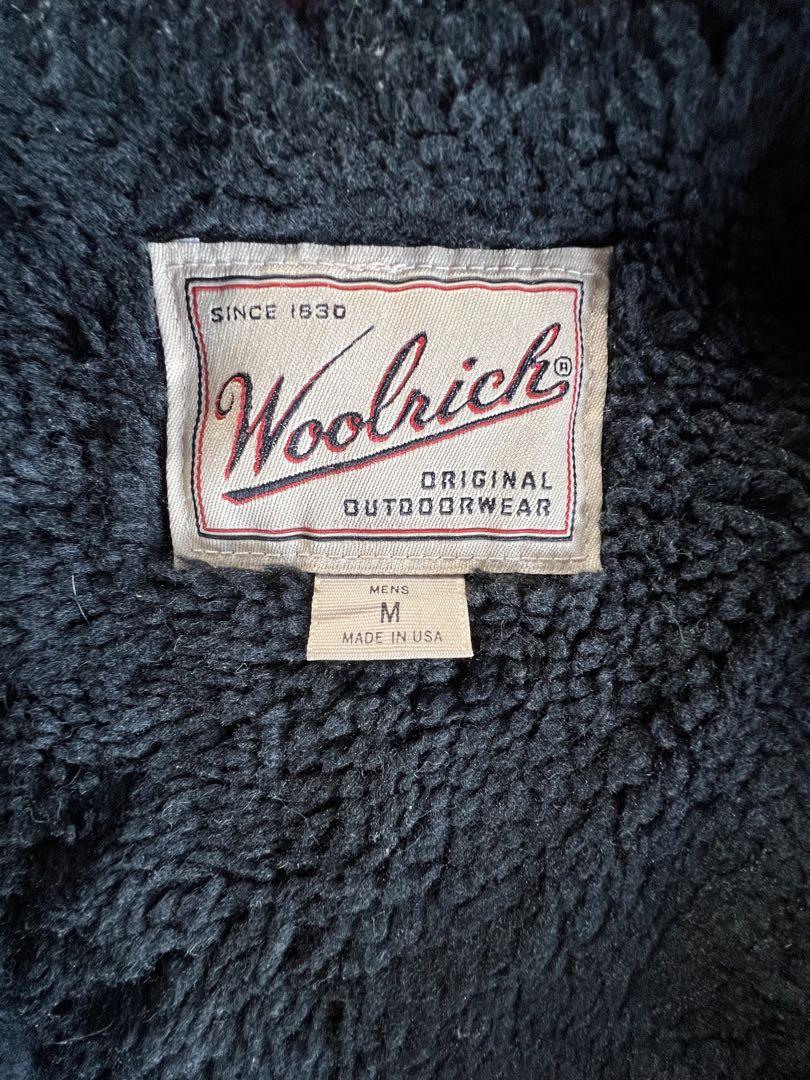 SINCE 1830
Woolrich®
ORIGINAL
OUTDOORWEAR
MENS
M
MADE IN USA